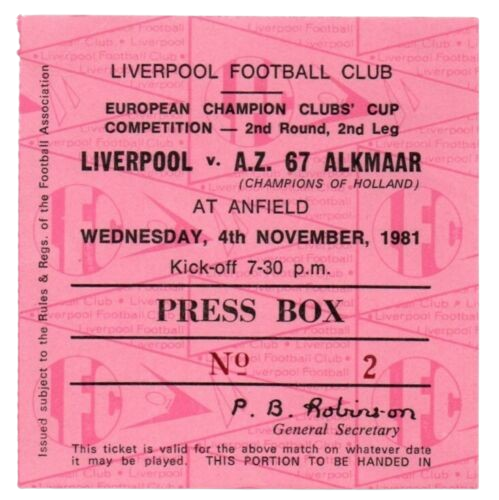 LIVERPOOL FOOTBALL CLUB
EUROPEAN CHAMPION CLUBS' CUP
COMPETITION — 2nd Round, 2nd Leg
LIVERPOOL v. A.Z. 67 ALKMAAR
(CHAMPIONS OF HOLLAND)
AT ANFIELD
WEDNESDAY, 4th NOVEMBER, 1981
Kick-off 7-30 p.m.
PRESS BOX
No 2
P. B. Robinson
General Secretary
This ticket is valid for the above match on whatever date
it may be played. THIS PORTION TO BE HANDED IN
Issued subject to the Rules & Regs. of the Football Association